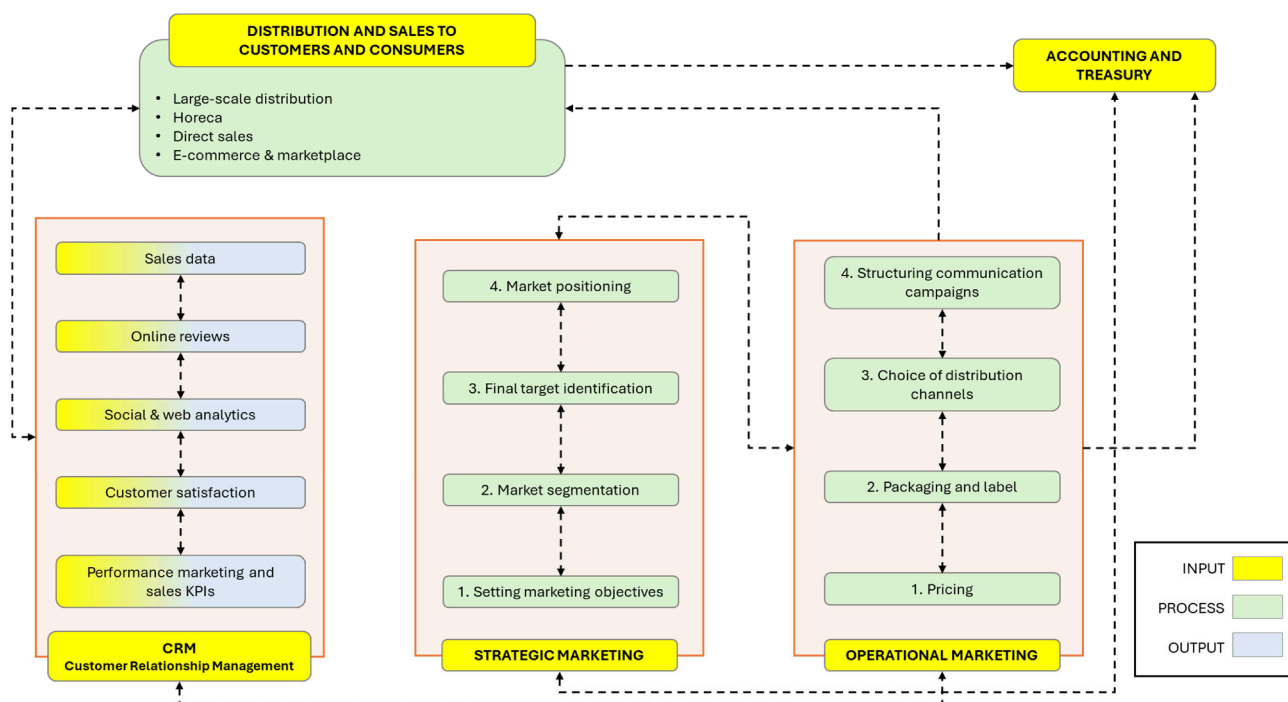 DISTRIBUTION AND SALES TO
CUSTOMERS AND CONSUMERS
• Large-scale distribution
• Horeca
• Direct sales
• E-commerce & marketplace
ACCOUNTING AND
TREASURY
Sales data
Online reviews
Social & web analytics
Customer satisfaction
Performance marketing and
sales KPIs
CRM
Customer Relationship Management
4. Market positioning
3. Final target identification
2. Market segmentation
1. Setting marketing objectives
STRATEGIC MARKETING
4. Structuring communication
campaigns
3. Choice of distribution
channels
2. Packaging and label
1. Pricing
OPERATIONAL MARKETING
INPUT
PROCESS
OUTPUT